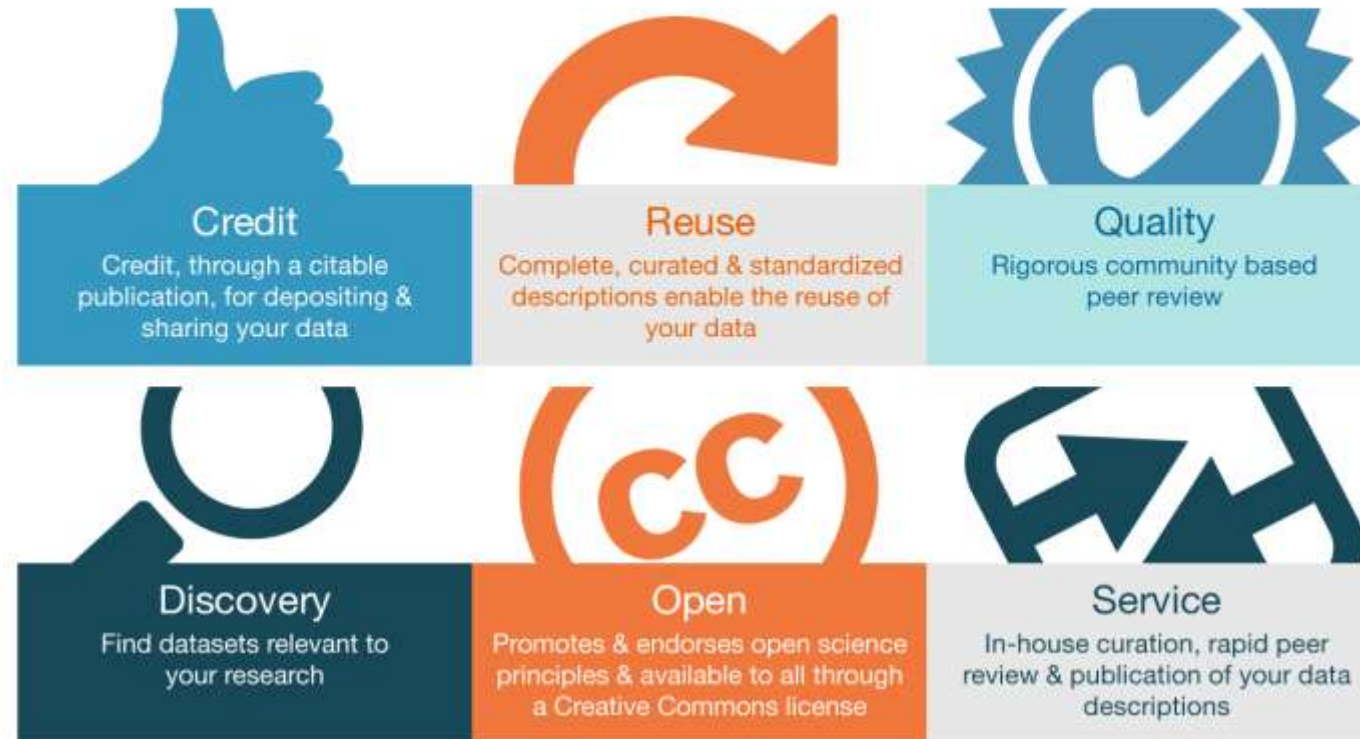 Credit
Credit, through a citable
publication, for depositing &
sharing your data
Reuse
Complete, curated & standardized
descriptions enable the reuse of
your data
Quality
Rigorous community based
peer review
CC
Discovery
Find datasets relevant to
your research
Open
Promotes & endorses open science
principles & available to all through
a Creative Commons license
Service
In-house curation, rapid peer
review & publication of your data
descriptions